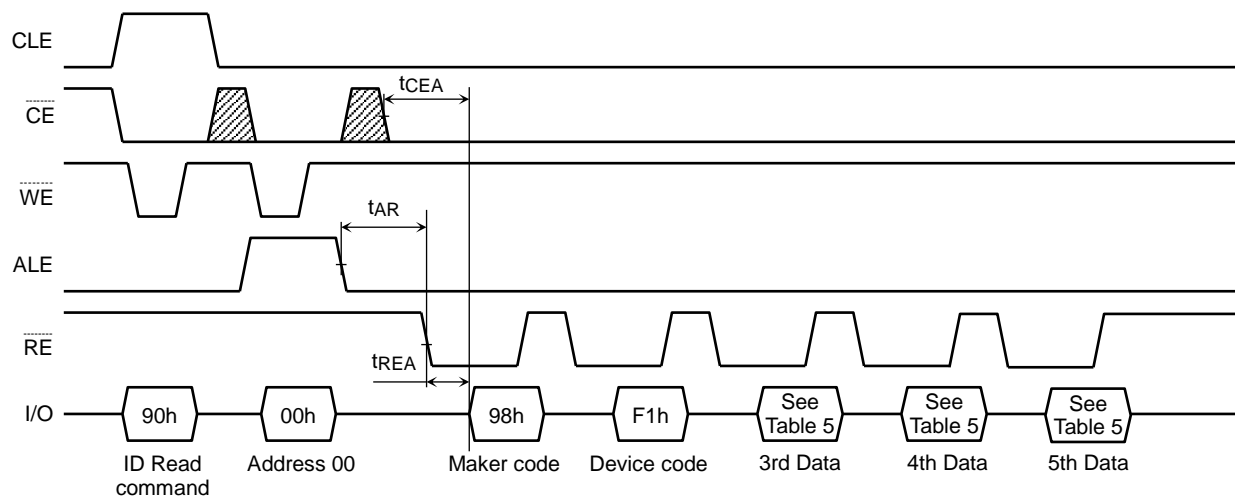 CLE
tCEA
CE
WE
tAR
ALE
RE
tREA
I/O
90h
00h
98h
F1h
See
Table 5
See
Table 5
See
Table 5
ID Read
command
Address 00
Maker code
Device code
3rd Data
4th Data
5th Data